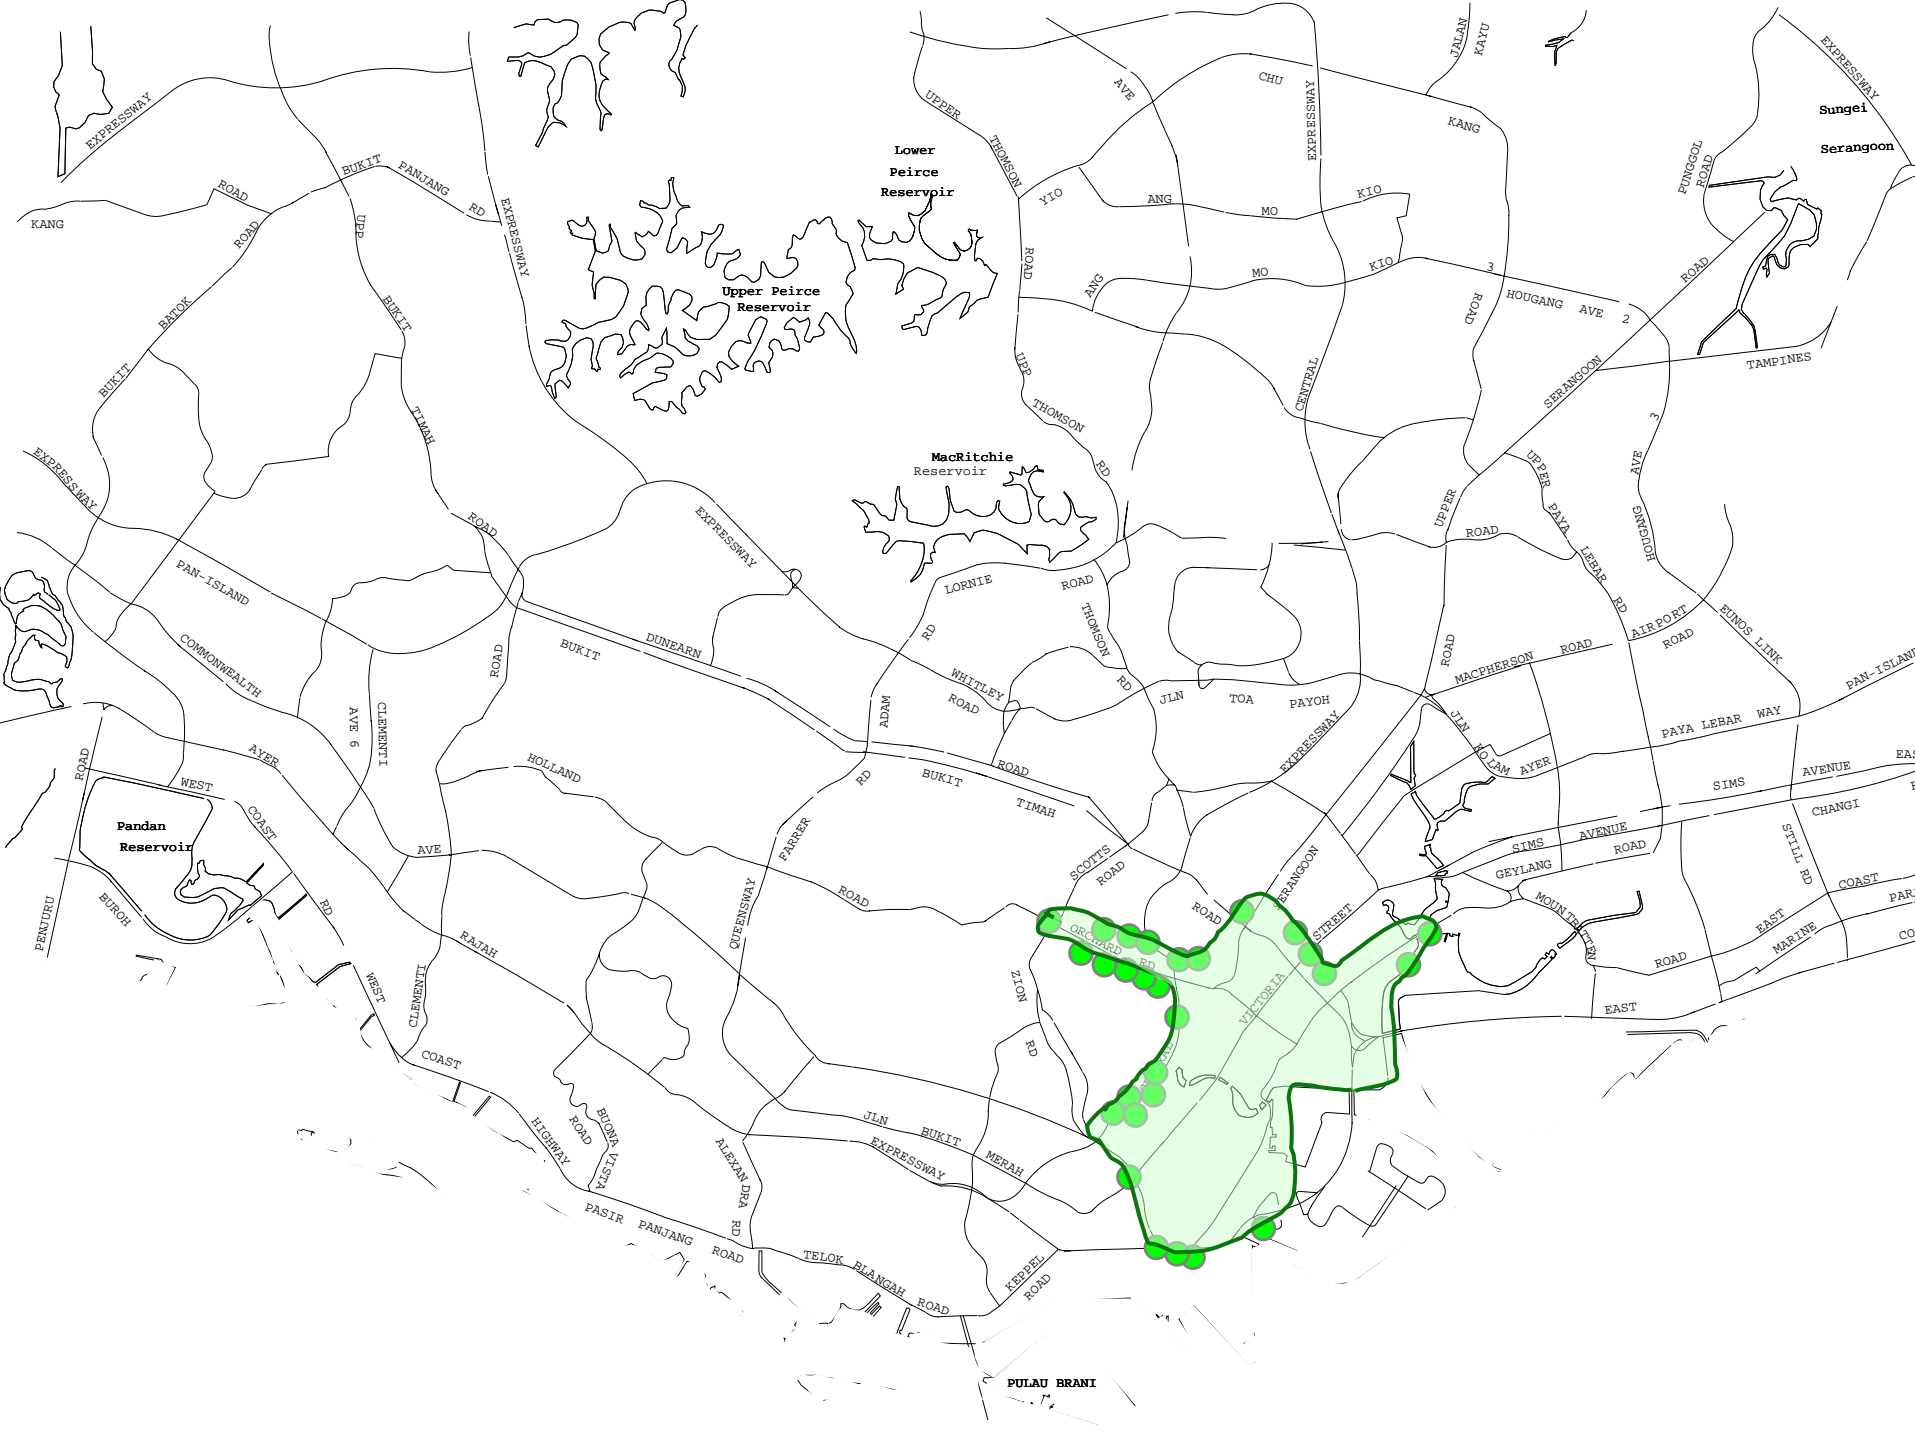 JALAN
KAYU
EXPRESSWAY
Sungei
Serangoon
EXPRESSWAY
AVE
CHU
EXPRESSWAY
KANG
UPPER
THOMSON
Lower
Peirce
Reservoir
BUKIT
PANJANG
RD
ROAD
KANG
ROAD
UPP
EXPRESSWAY
YIO
ANG
MO
KIO
PUNGGOL
ROAD
ROAD
ANG
MO
KIO
3
HOUGANG AVE 2
ROAD
ROAD
Upper Peirce
Reservoir
BATOK
BUKIT
BUKIT
UPP
THOMSON
RD
CENTRAL
SERANGOON
TAMPINES
3
AVE
HOUGANG
TIMAH
EXPRESSWAY
ROAD
MacRitchie
Reservoir
UPPER
UPPER
PAYA
LEBAR
RD
ROAD
EXPRESSWAY
PAN-ISLAND
COMMONWEALTH
LORNIE
ROAD
THOMSON
RD
RD
DUNEARN
BUKIT
ROAD
WHITLEY
ROAD
ADAM
JLN
TOA
PAYOH
ROAD
MACPHERSON
ROAD
AIRPORT
ROAD
EUNOS LINK
PAN-ISLAND
CLEMENTI
AVE 6
AYER
ROAD
WEST
COAST
RD
HOLLAND
RD
BUKIT
TIMAH
ROAD
EXPRESSWAY
JLN
KOLAM
AYER
PAYA LEBAR WAY
SIMS
AVENUE
EAS
CHANGI
Pandan
Reservoir
AVE
FARRER
SCOTTS
ROAD
SERANGOON
SIMS
AVENUE
GEYLANG
ROAD
STILL RD
COAST
PAR
PENJURU
BUROH
QUEENSWAY
ROAD
ROAD
STREET
ORCHARD
RD
MOUNTBATTEN
EAST
MARINE
CO
ROAD
EAST
RAJAH
CLEMENTI
WEST
COAST
HIGHWAY
ZION
RD
VICTORIA
ROAD
BUONA VISTA
ALEXANDRA
RD
JLN
BUKIT
MERAH
EXPRESSWAY
PASIR
PANJANG
ROAD
TELOK
BLANGAH
ROAD
KEPPEL
ROAD
PULAU BRANI